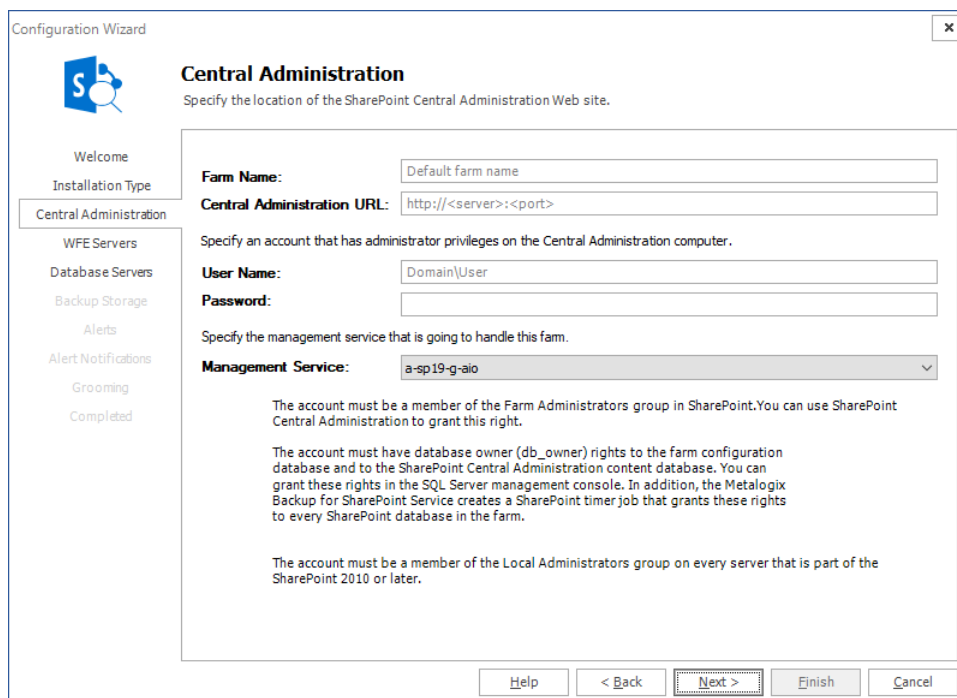 Configuration Wizard
Central Administration
Specify the location of the SharePoint Central Administration Web site.
Welcome
Installation Type
Central Administration
WFE Servers
Database Servers
Backup Storage
Alerts
Alert Notifications
Grooming
Completed
Farm Name: Default farm name
Central Administration URL: http://<server>:<port>
Specify an account that has administrator privileges on the Central Administration computer.
User Name: Domain\User
Password:
Specify the management service that is going to handle this farm.
Management Service: a-sp19-g-aio
The account must be a member of the Farm Administrators group in SharePoint.You can use SharePoint
Central Administration to grant this right.
The account must have database owner (db_owner) rights to the farm configuration
database and to the SharePoint Central Administration content database. You can
grant these rights in the SQL Server management console. In addition, the Metalogix
Backup for SharePoint Service creates a SharePoint timer job that grants these rights
to every SharePoint database in the farm.
The account must be a member of the Local Administrators group on every server that is part of the
SharePoint 2010 or later.
Help < Back Next > Finish Cancel